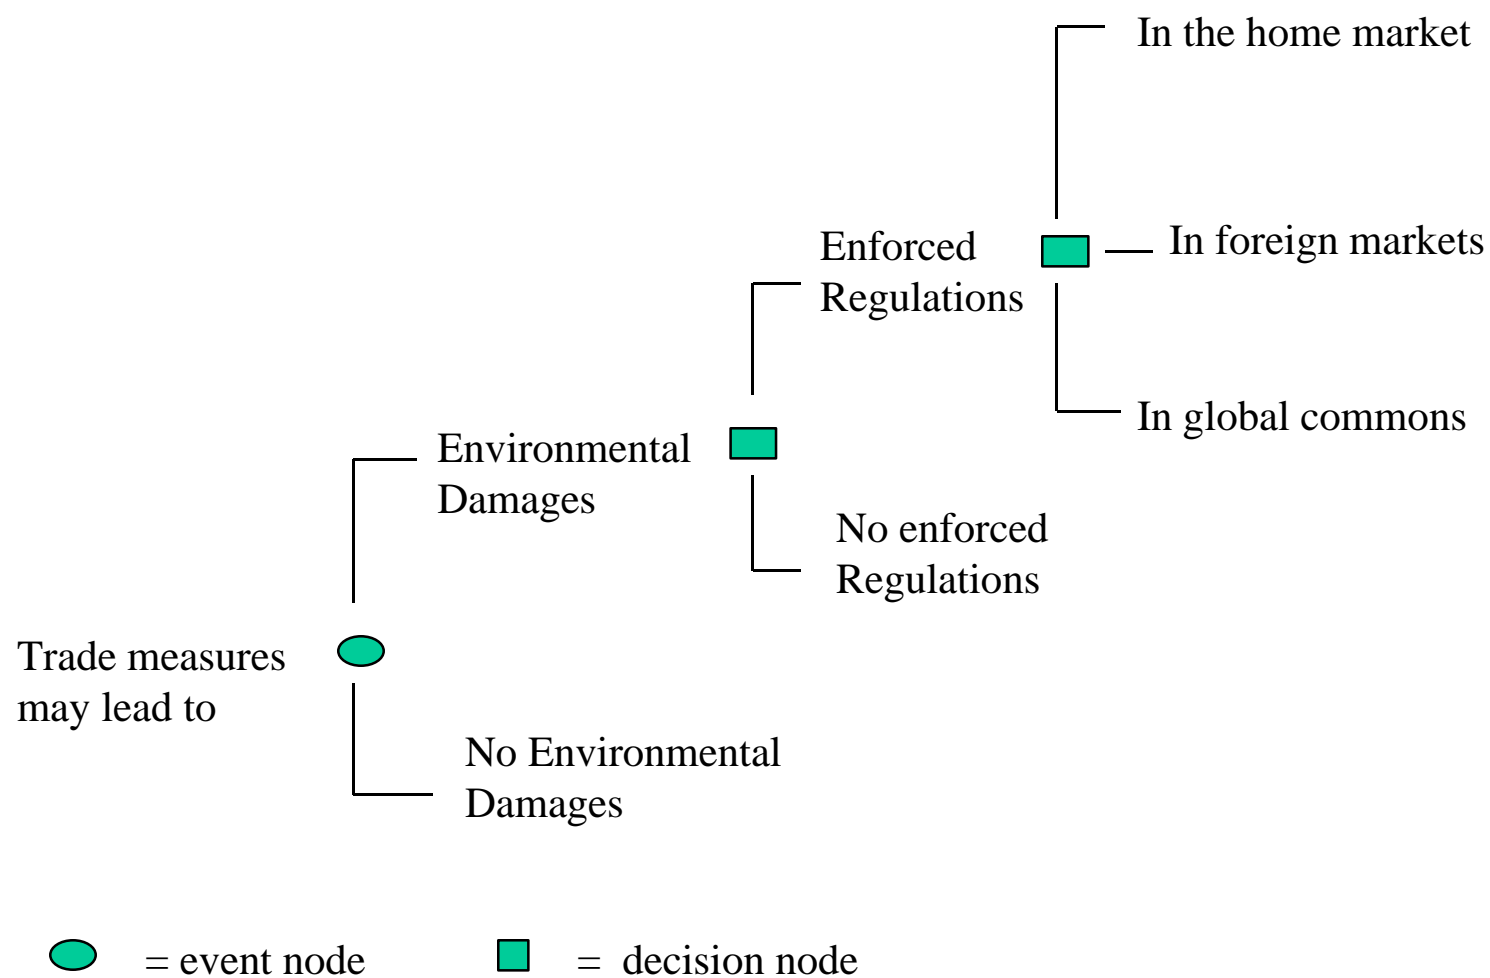 In the home market
Enforced
Regulations
In foreign markets
In global commons
Environmental
Damages
No enforced
Regulations
Trade measures
may lead to
No Environmental
Damages
= event node
= decision node